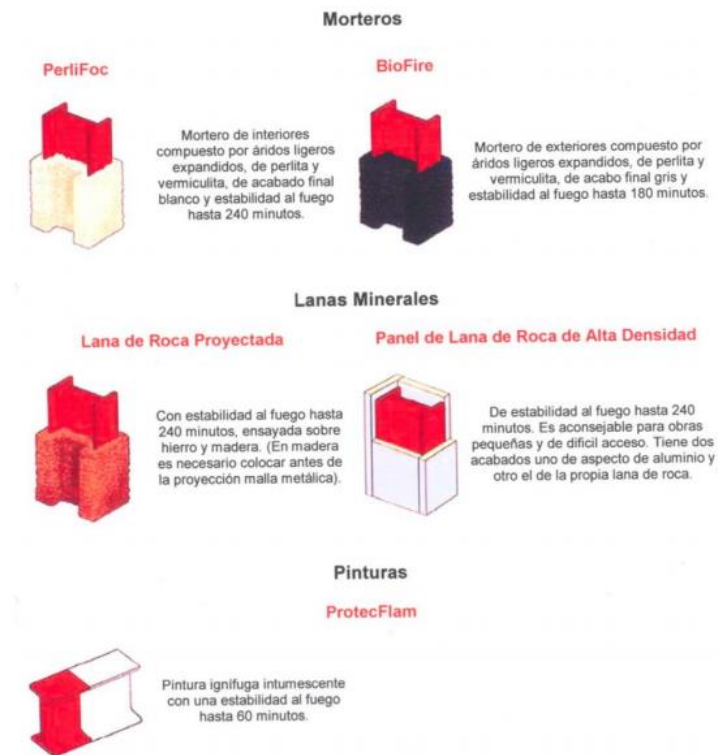 Morteros
PerliFoc
Mortero de interiores
compuesto por áridos ligeros
expandidos, de perlita y
vermiculita, de acabado final
blanco y estabilidad al fuego
hasta 240 minutos.
BioFire
Mortero de exteriores compuesto por
áridos ligeros expandidos, de perlita y
vermiculita, de acabo final gris y
estabilidad al fuego hasta 180 minutos.
Lanas Minerales
Lana de Roca Proyectada
Con estabilidad al fuego hasta
240 minutos, ensayada sobre
hierro y madera. (En madera
es necesario colocar antes de
la proyección malla metálica).
Panel de Lana de Roca de Alta Densidad
De estabilidad al fuego hasta 240
minutos. Es aconsejable para obras
pequeñas y de dificil acceso. Tiene dos
acabados uno de aspecto de aluminio y
otro el de la propia lana de roca.
Pinturas
ProtecFlam
Pintura ignífuga intumescente
con una estabilidad al fuego
hasta 60 minutos.